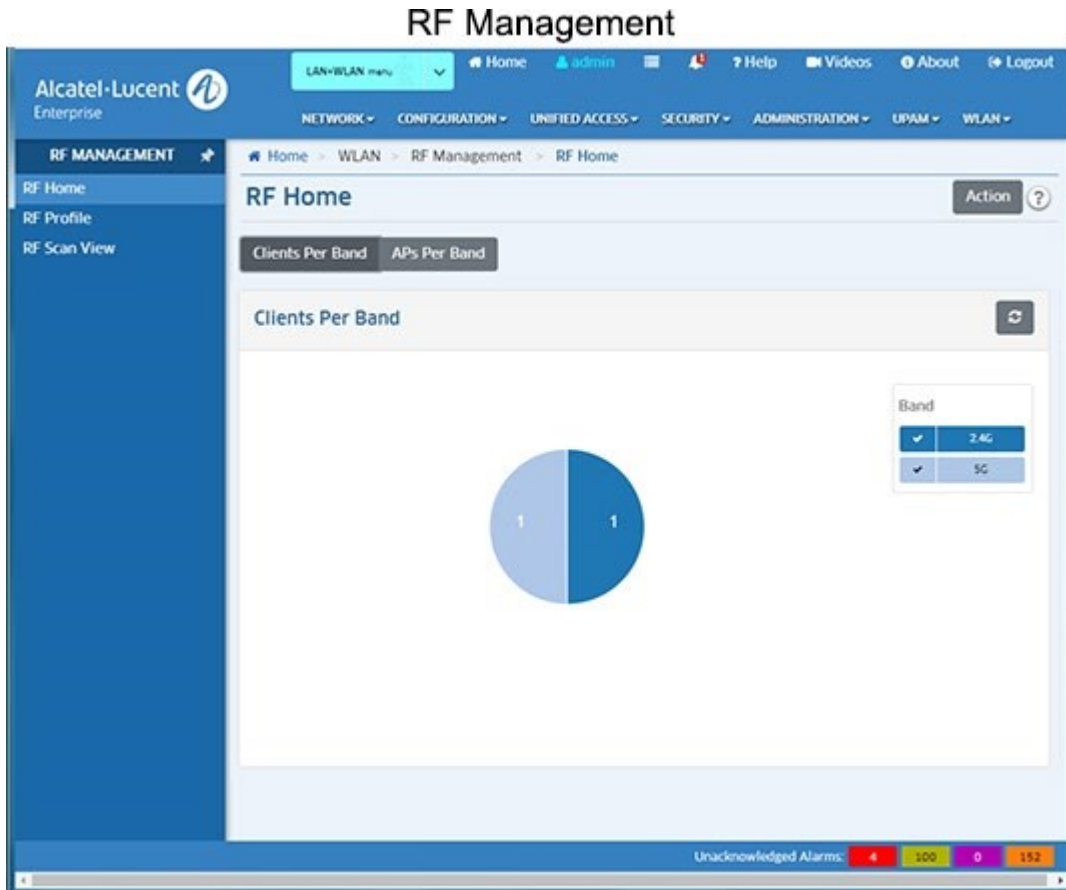 RF Management
Alcatel·Lucent
Enterprise
LAN+WLAN menu
Home admin ? Help Videos About Logout
NETWORK CONFIGURATION UNIFIED ACCESS SECURITY ADMINISTRATION UPAM WLAN
RF MANAGEMENT
Home > WLAN > RF Management > RF Home
RF Home
RF Profile
RF Scan View
RF Home
Action ?
Clients Per Band APs Per Band
Clients Per Band
Band
2.4G
5G
1 1
Unacknowledged Alarms: 4 100 0 152